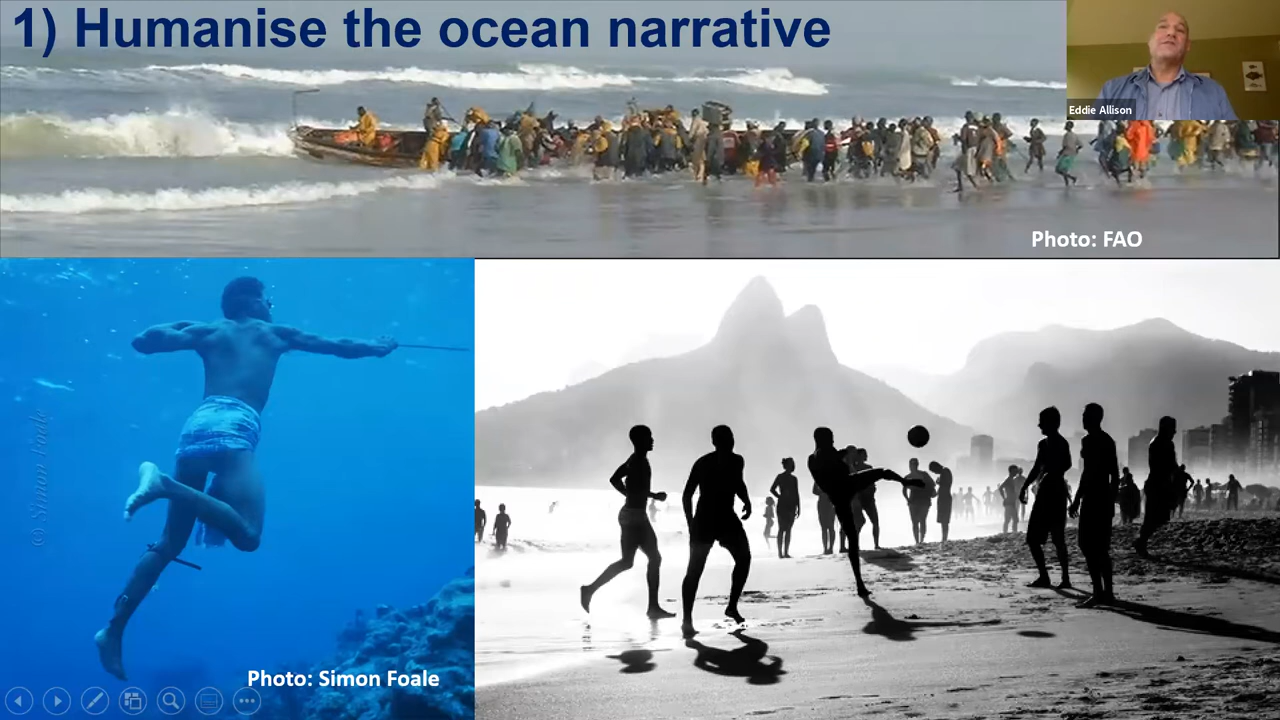 1) Humanise the ocean narrative
Eddie Allison
Photo: FAO
© Simon Foale
Photo: Simon Foale